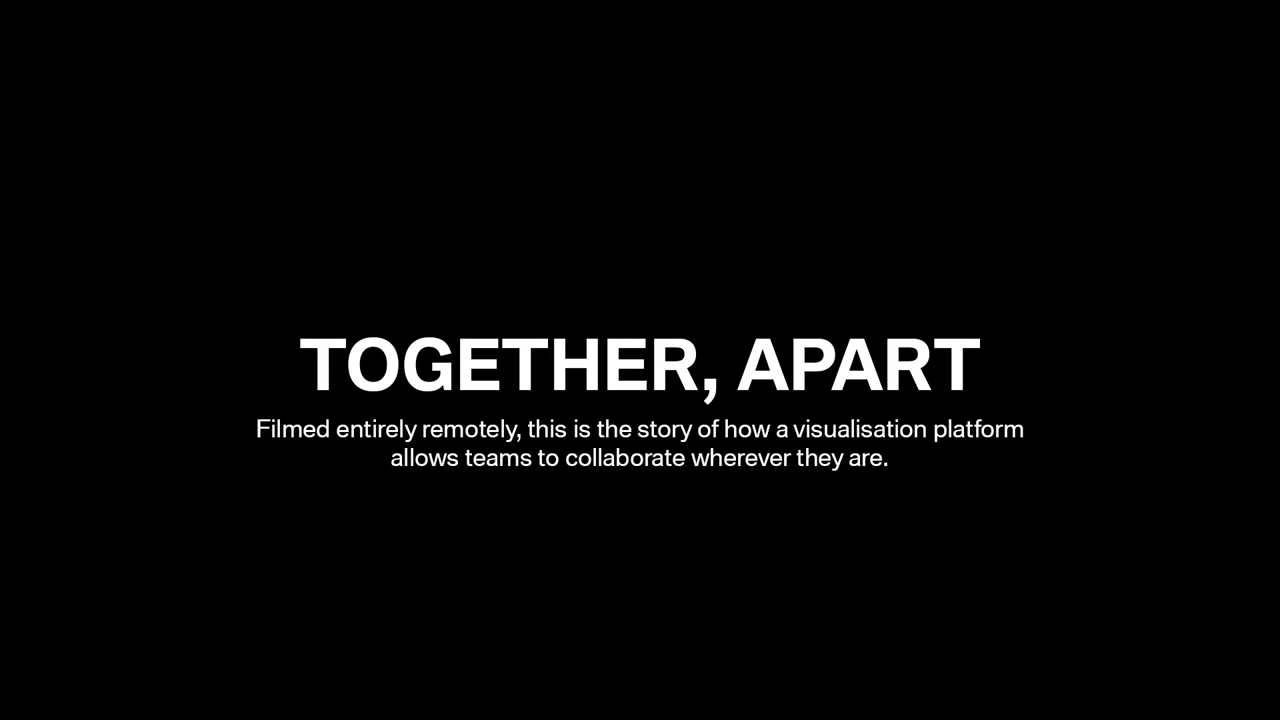 TOGETHER, APART
Filmed entirely remotely, this is the story of how a visualisation platform
allows teams to collaborate wherever they are.